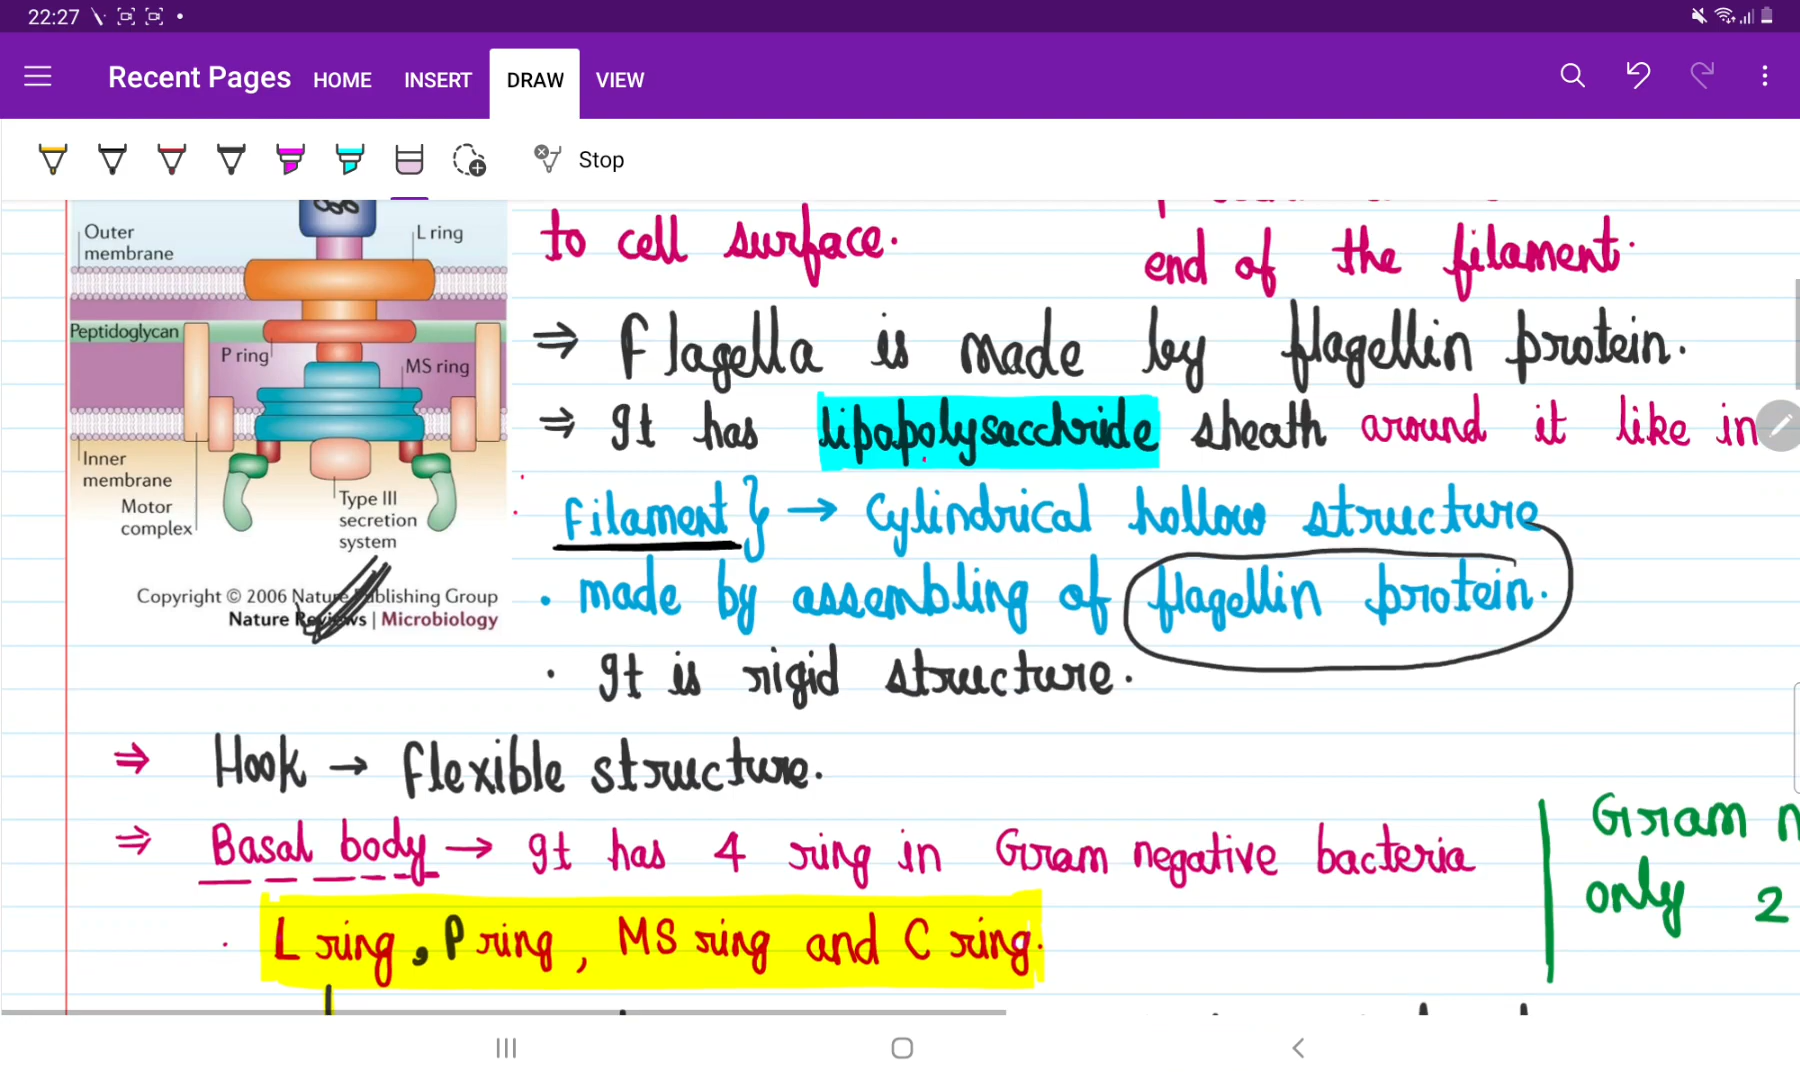 22:27
Recent Pages HOME INSERT DRAW VIEW
Stop
Outer
membrane
L ring
Peptidoglycan
P ring
MS ring
Inner
membrane
Motor
complex
Type III
secretion
system
Copyright © 2006 Nature Publishing Group
Nature Reviews | Microbiology
to cell surface.
end of the filament.
⇒ Flagella is made by flagellin protein.
⇒ It has lipopolysacchride sheath around it like in
Filament} → Cylindrical hollow structure
• made by assembling of flagellin protein.
• It is rigid structure.
⇒ Hook → flexible structure.
⇒ Basal body → It has 4 ring in Gram negative bacteria
L ring, P ring, MS ring and C ring.
Gram
only 2